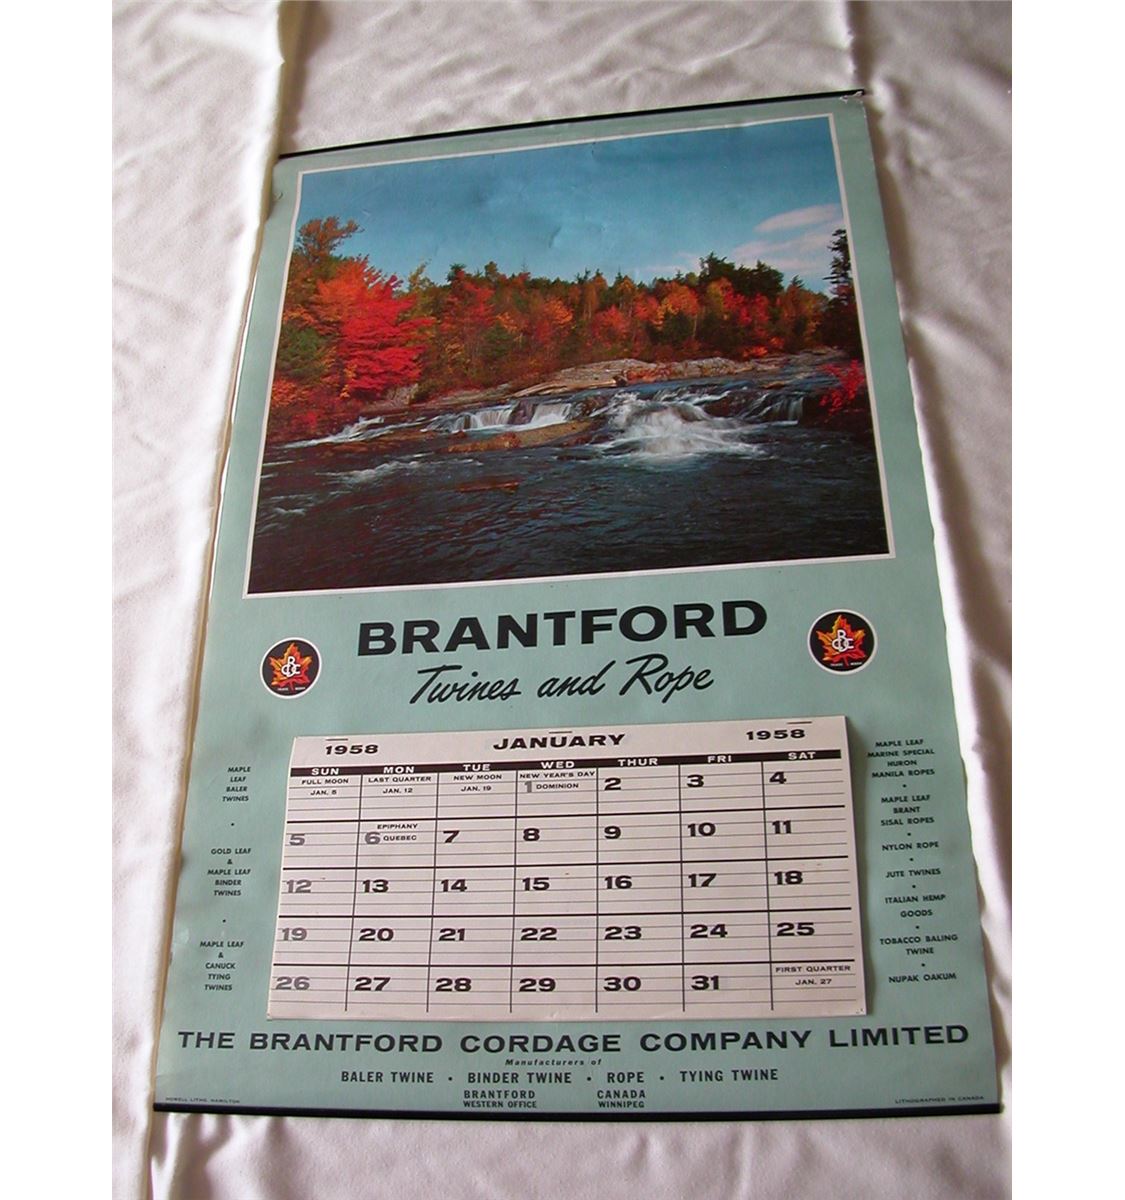 BRANTFORD
Twines and Rope
BCC
BCC
MAPLE
LEAF
BALER
TWINES
•
GOLD LEAF
&
MAPLE LEAF
BINDER
TWINES
•
MAPLE LEAF
&
CANUCK
TYING
TWINES
1958 JANUARY 1958
SUN MON TUE WED THUR FRI SAT
FULL MOON LAST QUARTER NEW MOON NEW YEAR'S DAY
JAN. 5 JAN. 12 JAN. 19 1 DOMINION 2 3 4
EPIPHANY
5 6 QUEBEC 7 8 9 10 11
12 13 14 15 16 17 18
19 20 21 22 23 24 25
26 27 28 29 30 31 FIRST QUARTER
JAN. 27
MAPLE LEAF
MARINE SPECIAL
HURON
MANILA ROPES
•
MAPLE LEAF
BRANT
SISAL ROPES
•
NYLON ROPE
•
JUTE TWINES
•
ITALIAN HEMP
GOODS
•
TOBACCO BALING
TWINE
•
NUPAK OAKUM
THE BRANTFORD CORDAGE COMPANY LIMITED
Manufacturers of
BALER TWINE • BINDER TWINE • ROPE • TYING TWINE
BRANTFORD CANADA
WESTERN OFFICE WINNIPEG
HOWELL LITHO. HAMILTON
LITHOGRAPHED IN CANADA